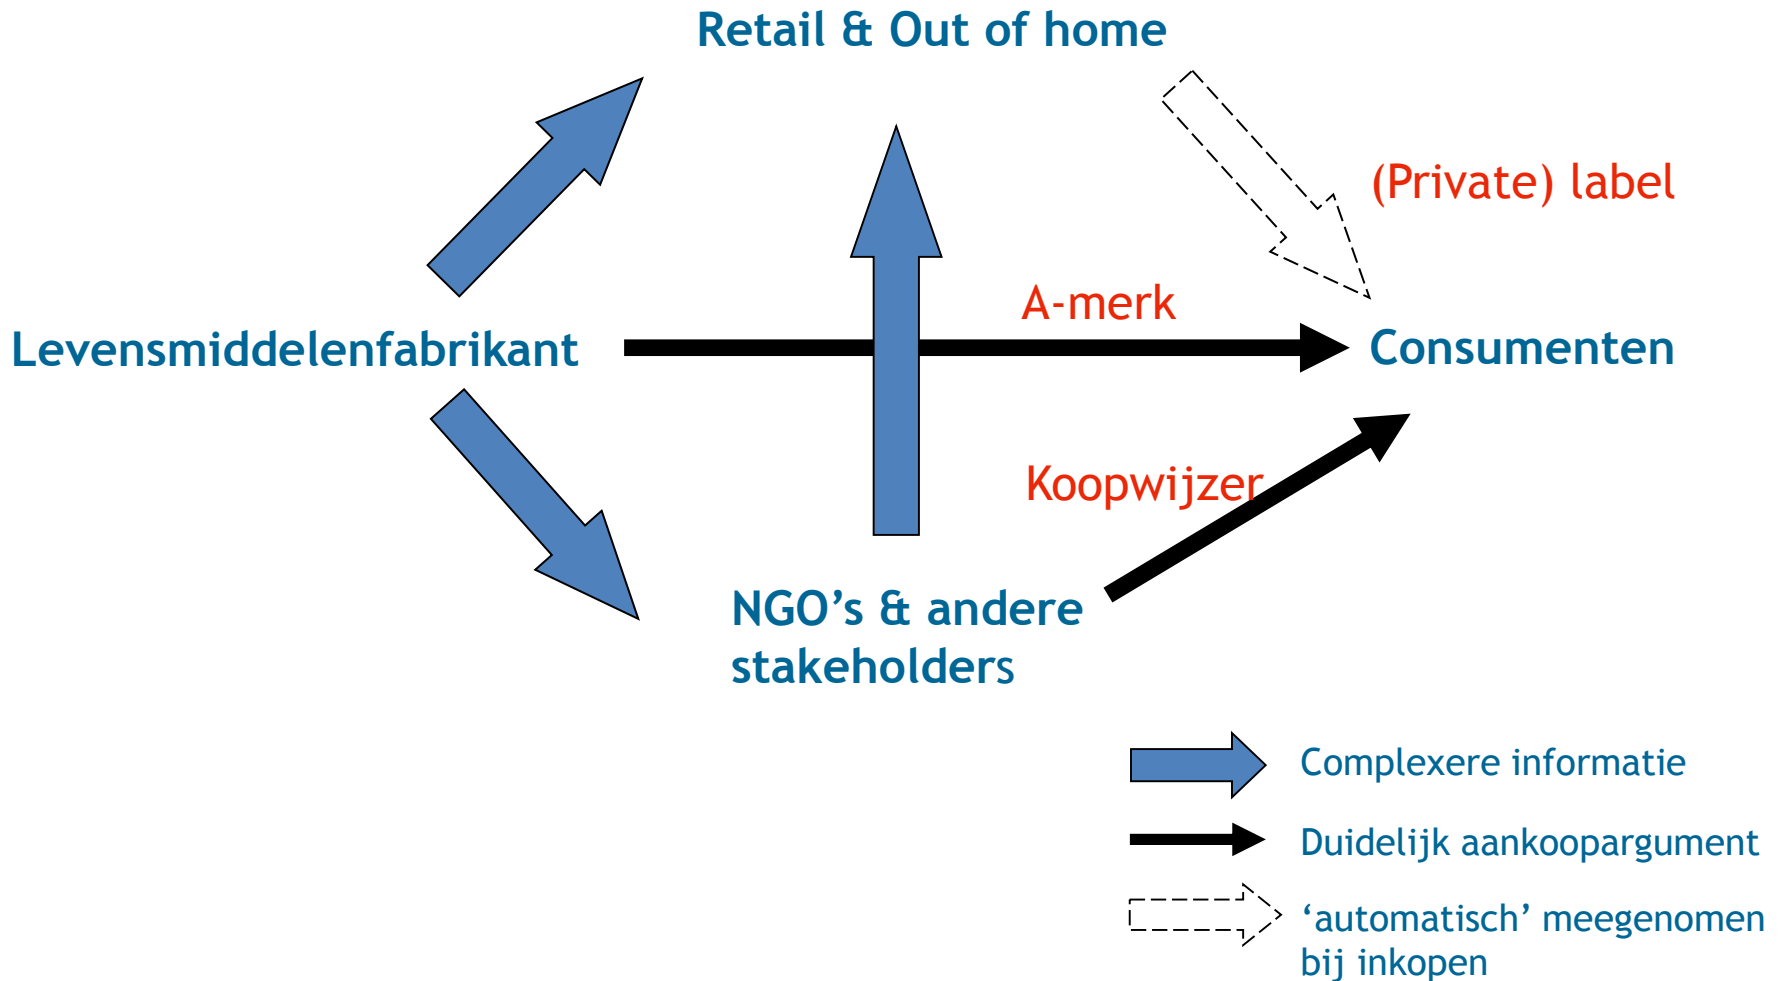 Retail & Out of home
(Private) label
A-merk
Levensmiddelenfabrikant
Consumenten
Koopwijzer
NGO’s & andere
stakeholders
Complexere informatie
Duidelijk aankoopargument
‘automatisch’ meegenomen
bij inkopen